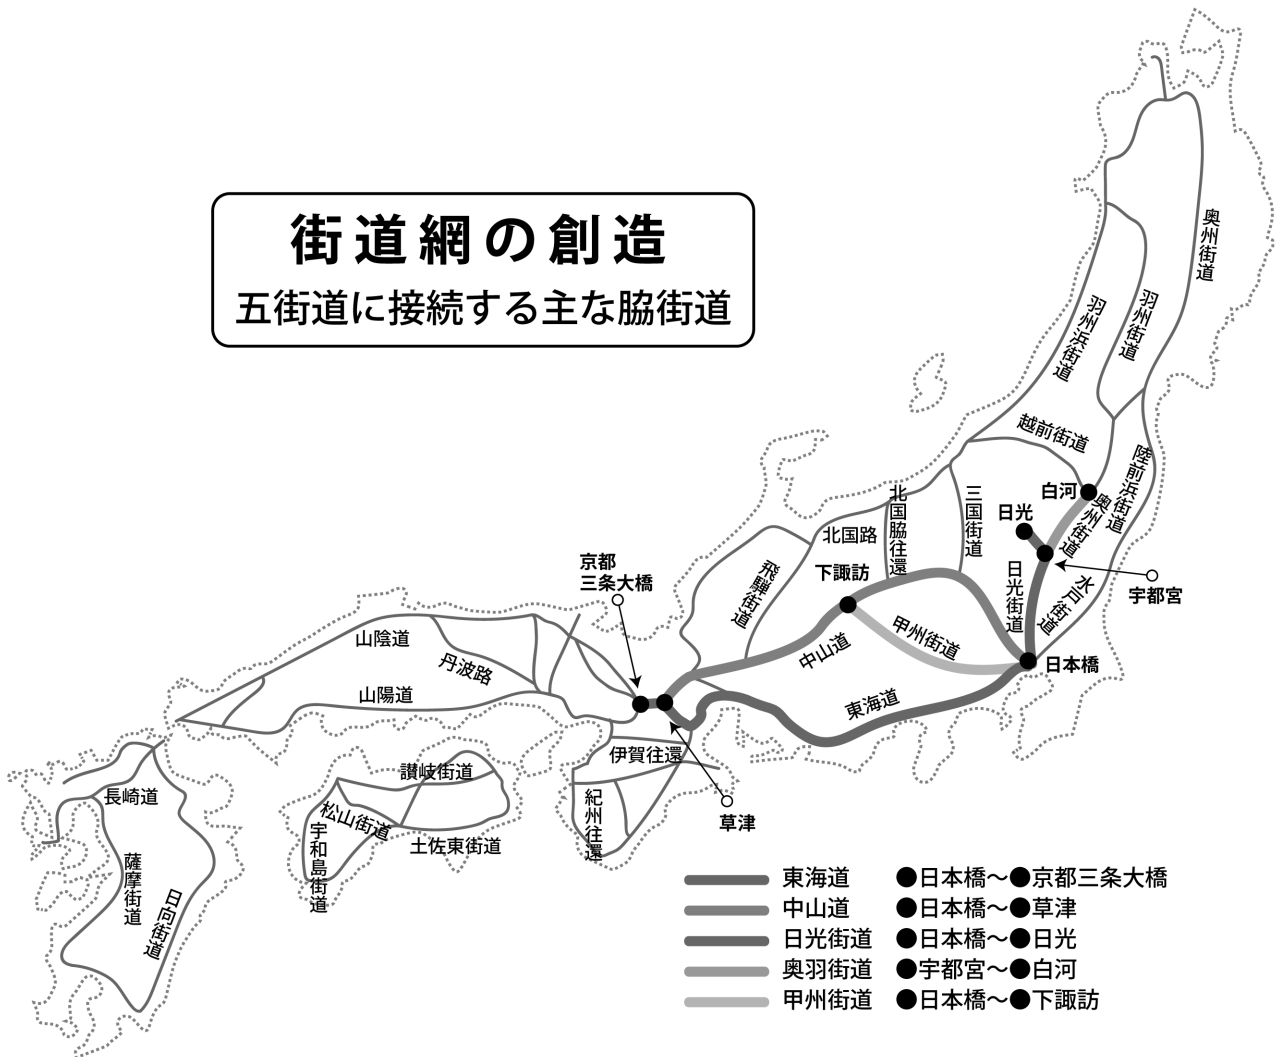 街道網の創造
五街道に接続する主な脇街道
奥州街道
羽州浜街道
羽州街道
越前街道
陸前浜街道
白河
奥州街道
日光
北国脇往還
三国街道
北国路
下諏訪
飛騨街道
日光街道
水戸街道
宇都宮
京都
三条大橋
甲州街道
中山道
日本橋
東海道
山陰道
丹波路
山陽道
伊賀往還
紀州往還
草津
讃岐街道
松山街道
宇和島街道
土佐東街道
長崎道
薩摩街道
日向街道
東海道 ●日本橋～●京都三条大橋
中山道 ●日本橋～●草津
日光街道 ●日本橋～●日光
奥羽街道 ●宇都宮～●白河
甲州街道 ●日本橋～●下諏訪